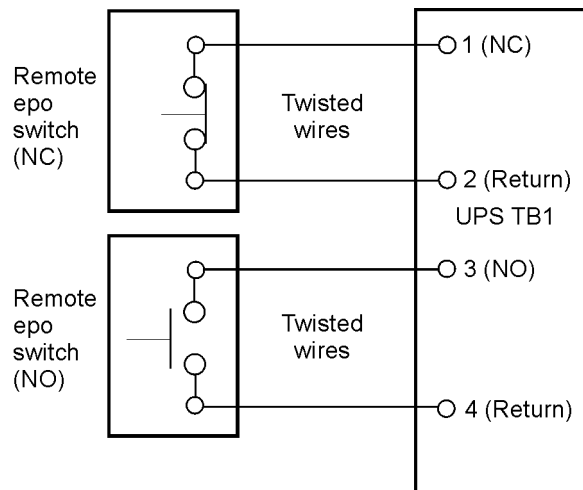 Remote
epo
switch
(NC)
Twisted
wires
1 (NC)
2 (Return)
UPS TB1
Remote
epo
switch
(NO)
Twisted
wires
3 (NO)
4 (Return)